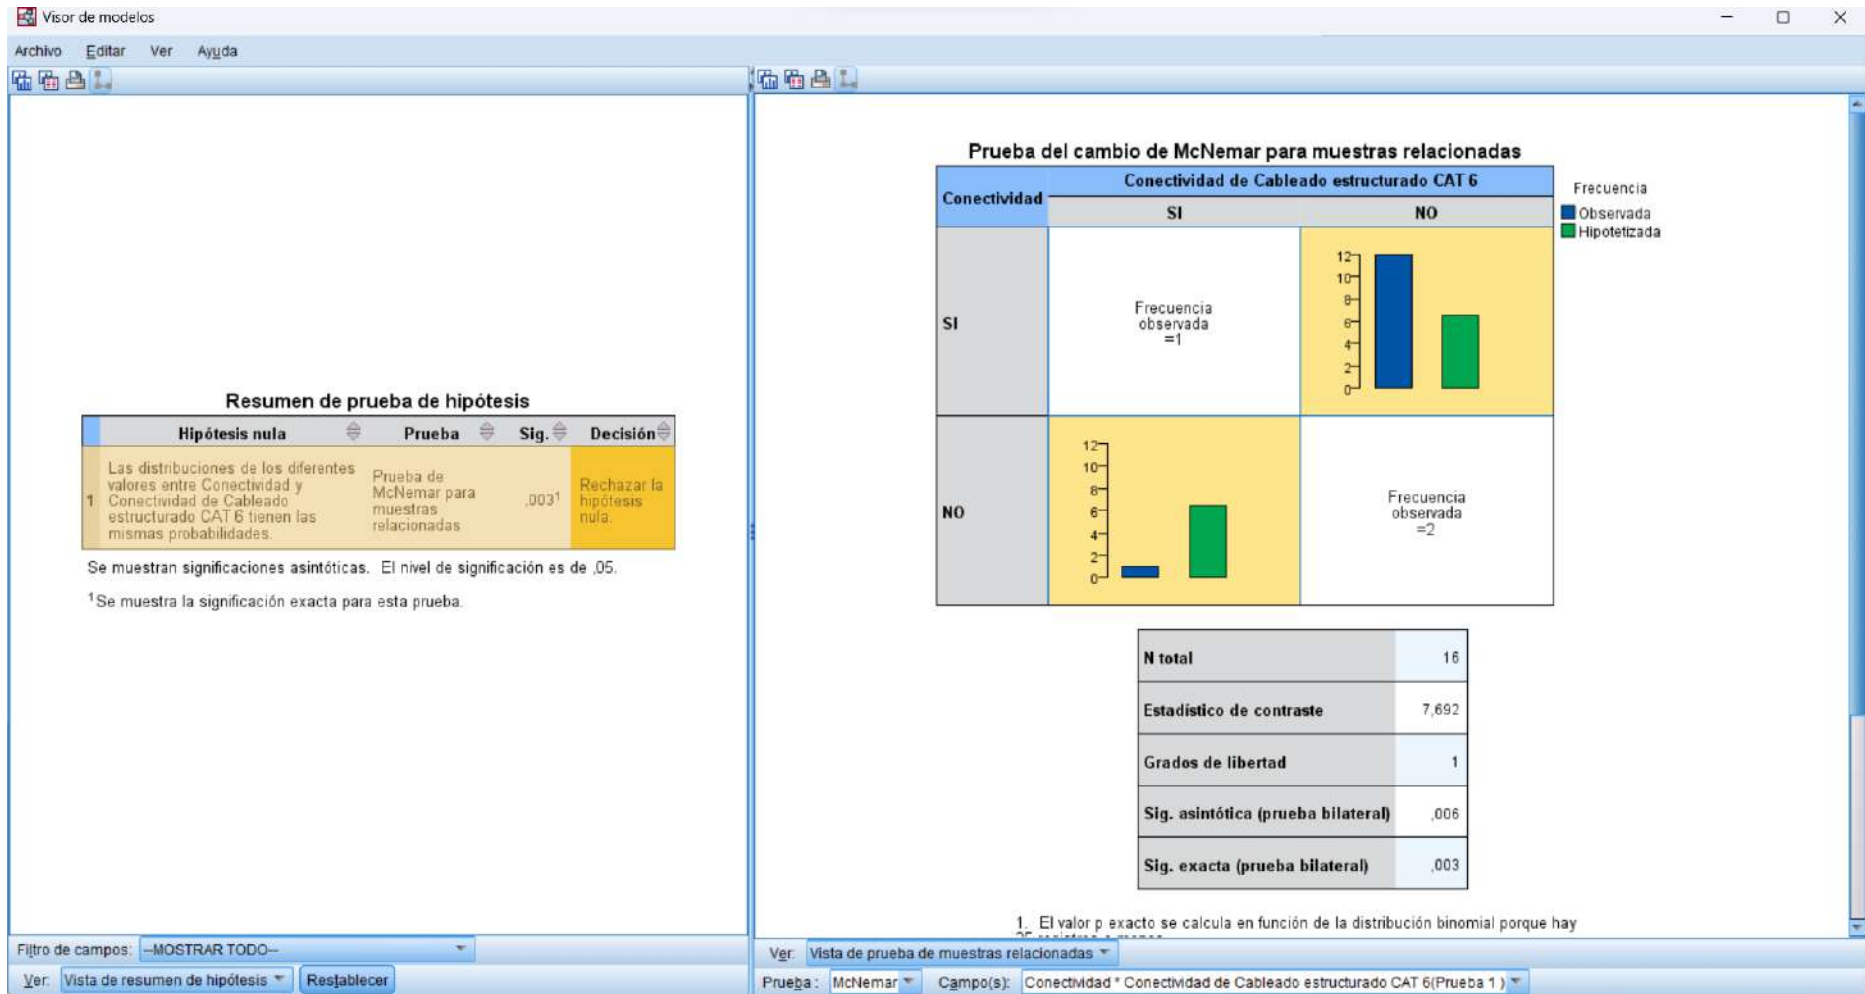 Visor de modelos
Archivo Editar Ver Ayuda
Resumen de prueba de hipótesis
Hipótesis nula Prueba Sig. Decisión
1
Las distribuciones de los diferentes
valores entre Conectividad y
Conectividad de Cableado
estructurado CAT 6 tienen las
mismas probabilidades.
Prueba de
McNemar para
muestras
relacionadas
,003¹
Rechazar la
hipótesis
nula.
Se muestran significaciones asintóticas. El nivel de significación es de ,05.
¹Se muestra la significación exacta para esta prueba.
Filtro de campos: --MOSTRAR TODO--
Ver: Vista de resumen de hipótesis Restablecer
Prueba del cambio de McNemar para muestras relacionadas
Conectividad
Conectividad de Cableado estructurado CAT 6
SI NO
Frecuencia
Observada
Hipotetizada
SI
Frecuencia
observada
=1
12
10
8
6
4
2
0
NO
12
10
8
6
4
2
0
Frecuencia
observada
=2
N total 16
Estadístico de contraste 7,692
Grados de libertad 1
Sig. asintótica (prueba bilateral) ,006
Sig. exacta (prueba bilateral) ,003
1. El valor p exacto se calcula en función de la distribución binomial porque hay
Ver: Vista de prueba de muestras relacionadas
Prueba: McNemar Campo(s): Conectividad * Conectividad de Cableado estructurado CAT 6(Prueba 1 )